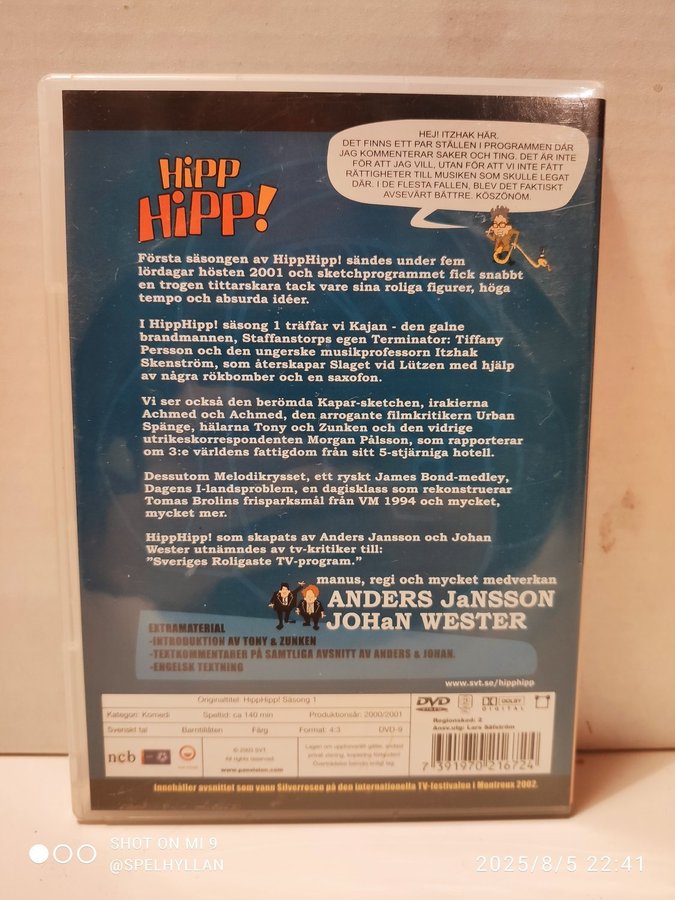 HEJ! ITZHAK HÄR.
DET FINNS ETT PAR STÄLLEN I PROGRAMMEN DÄR
JAG KOMMENTERAR SAKER OCH TING. DET ÄR INTE
FÖR ATT JAG VILL, UTAN FÖR ATT VI INTE FÅTT
RÄTTIGHETER TILL MUSIKEN SOM SKULLE LEGAT
DÄR. I DE FLESTA FALLEN, BLEV DET FAKTISKT
AVSEVÄRT BÄTTRE. KÖSZÖNÖM.
HiPP
HiPP!
Första säsongen av HippHipp! sändes under fem
lördagar hösten 2001 och sketchprogrammet fick snabbt
en trogen tittarskara tack vare sina roliga figurer, höga
tempo och absurda idéer.
I HippHipp! säsong 1 träffar vi Kajan - den galne
brandmannen, Staffanstorps egen Terminator: Tiffany
Persson och den ungerske musikprofessorn Itzhak
Skenström, som återskapar Slaget vid Lützen med hjälp
av några rökbomber och en saxofon.
Vi ser också den berömda Kapar-sketchen, irakierna
Achmed och Achmed, den arrogante filmkritikern Urban
Spänge, hälarna Tony och Zunken och den vidrige
utrikeskorrespondenten Morgan Pålsson, som rapporterar
om 3:e världens fattigdom från sitt 5-stjärniga hotell.
Dessutom Melodikrysset, ett ryskt James Bond-medley,
Dagens I-landsproblem, en dagisklass som rekonstruerar
Tomas Brolins frisparksmål från VM 1994 och mycket,
mycket mer.
HippHipp! som skapats av Anders Jansson och Johan
Wester utnämndes av tv-kritiker till:
"Sveriges Roligaste TV-program."
manus, regi och mycket medverkan
ANDERS JaNSSON
JOHaN WESTER
EXTRAMATERIAL
-INTRODUKTION AV TONY & ZUNKEN
-TEXTKOMMENTARER PÅ SAMTLIGA AVSNITT AV ANDERS & JOHAN.
-ENGELSK TEXTNING
www.svt.se/hipphipp
Originaltitel: HippHipp! Säsong 1
Kategori: Komedi Speltid: ca 140 min Produktionsår: 2000/2001
Svenskt tal Barntillåten Färg Format: 4:3 DVD-9
ncb
© 2003 SVT.
All rights reserved.
www.panvision.com
DVD
DOLBY
DIGITAL
Regionskod: 2
Ansv.utg: Lars Säfström
7 391970 216724
Innehåller avsnittet som vann Silverrosen på den internationella TV-festivalen i Montreux 2002.
SHOT ON MI 9
@SPELHYLLAN
2025/8/5 22:41